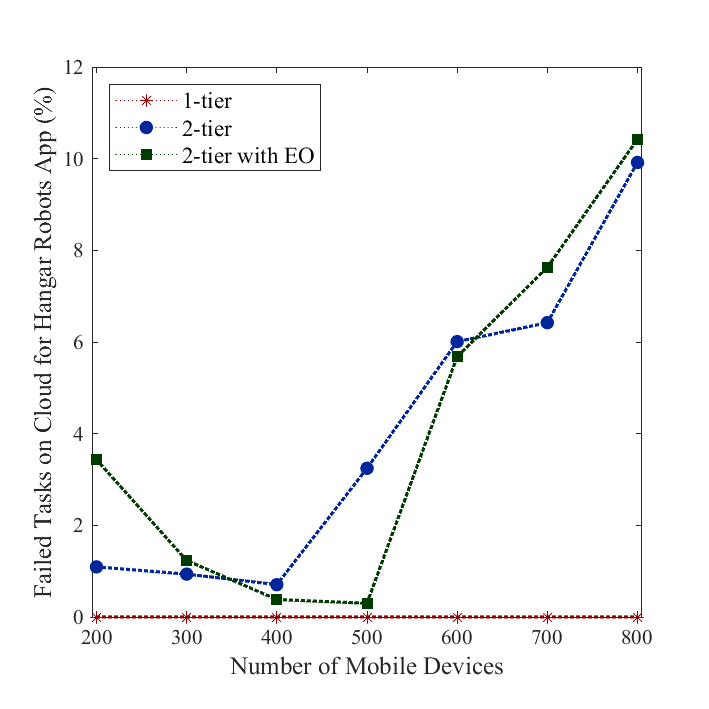 Failed Tasks on Cloud for Hangar Robots App (%)
12
10
8
6
4
2
0
1-tier
2-tier
2-tier with EO
200 300 400 500 600 700 800
Number of Mobile Devices